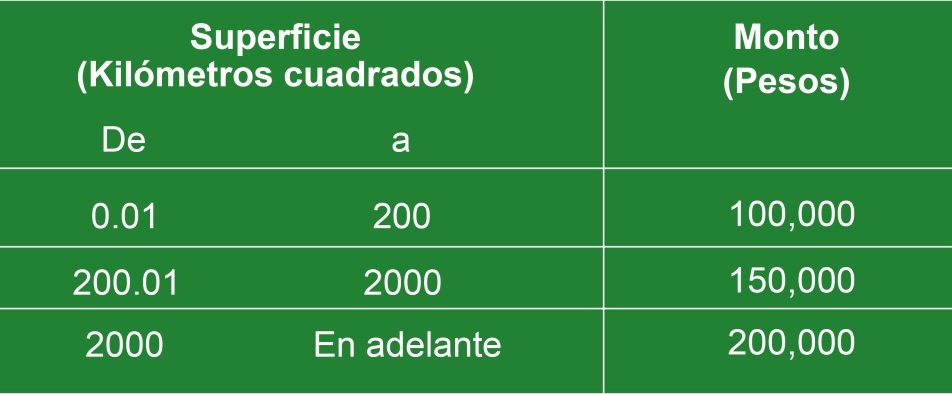 Superficie Monto
(Kilómetros cuadrados) (Pesos)
De a
0.01 200 100,000
200.01 2000 150,000
2000 En adelante 200,000